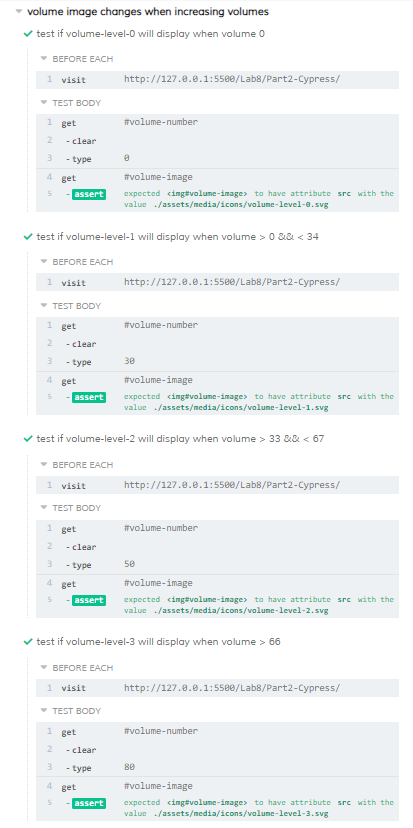 volume image changes when increasing volumes
test if volume-level-0 will display when volume 0
BEFORE EACH
1 visit http://127.0.0.1:5500/Lab8/Part2-Cypress/
TEST BODY
1 get #volume-number
2 - clear
3 - type 0
4 get #volume-image
5 - assert expected <img#volume-image> to have attribute src with the
value ./assets/media/icons/volume-level-0.svg
test if volume-level-1 will display when volume > 0 && < 34
BEFORE EACH
1 visit http://127.0.0.1:5500/Lab8/Part2-Cypress/
TEST BODY
1 get #volume-number
2 - clear
3 - type 30
4 get #volume-image
5 - assert expected <img#volume-image> to have attribute src with the
value ./assets/media/icons/volume-level-1.svg
test if volume-level-2 will display when volume > 33 && < 67
BEFORE EACH
1 visit http://127.0.0.1:5500/Lab8/Part2-Cypress/
TEST BODY
1 get #volume-number
2 - clear
3 - type 50
4 get #volume-image
5 - assert expected <img#volume-image> to have attribute src with the
value ./assets/media/icons/volume-level-2.svg
test if volume-level-3 will display when volume > 66
BEFORE EACH
1 visit http://127.0.0.1:5500/Lab8/Part2-Cypress/
TEST BODY
1 get #volume-number
2 - clear
3 - type 80
4 get #volume-image
5 - assert expected <img#volume-image> to have attribute src with the
value ./assets/media/icons/volume-level-3.svg